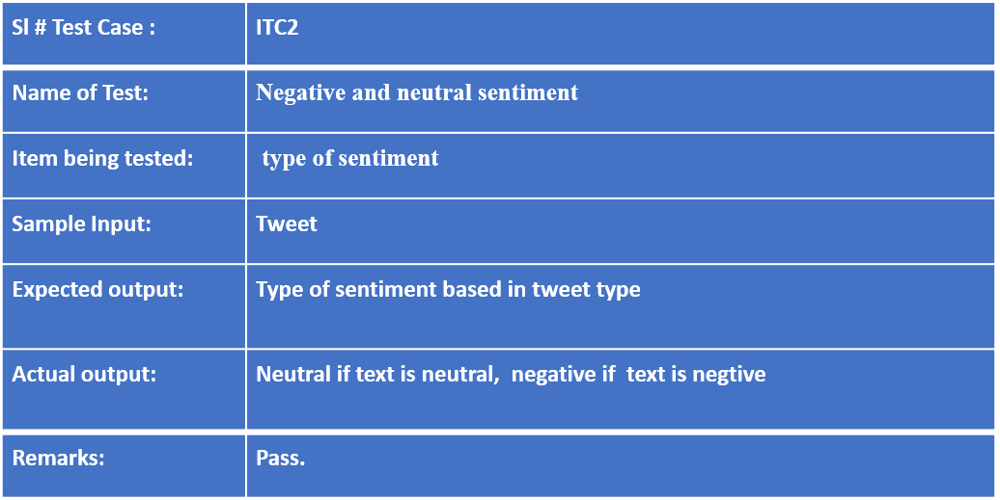 Sl # Test Case : ITC2
Name of Test: Negative and neutral sentiment
Item being tested: type of sentiment
Sample Input: Tweet
Expected output: Type of sentiment based in tweet type
Actual output: Neutral if text is neutral,  negative if  text is negtive
Remarks: Pass.